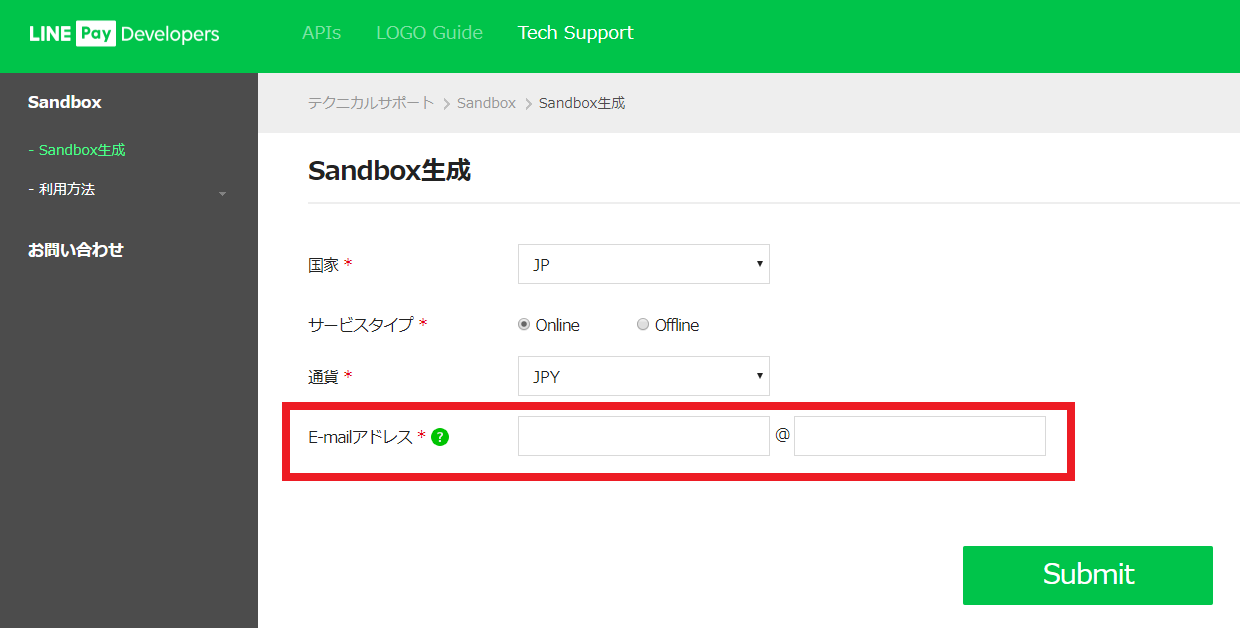 LINE Pay Developers
APIs
LOGO Guide
Tech Support
Sandbox
- Sandbox生成
- 利用方法
お問い合わせ
テクニカルサポート > Sandbox > Sandbox生成
Sandbox生成
国家 *
JP
サービスタイプ *
Online
Offline
通貨 *
JPY
E-mailアドレス * ?
@
Submit